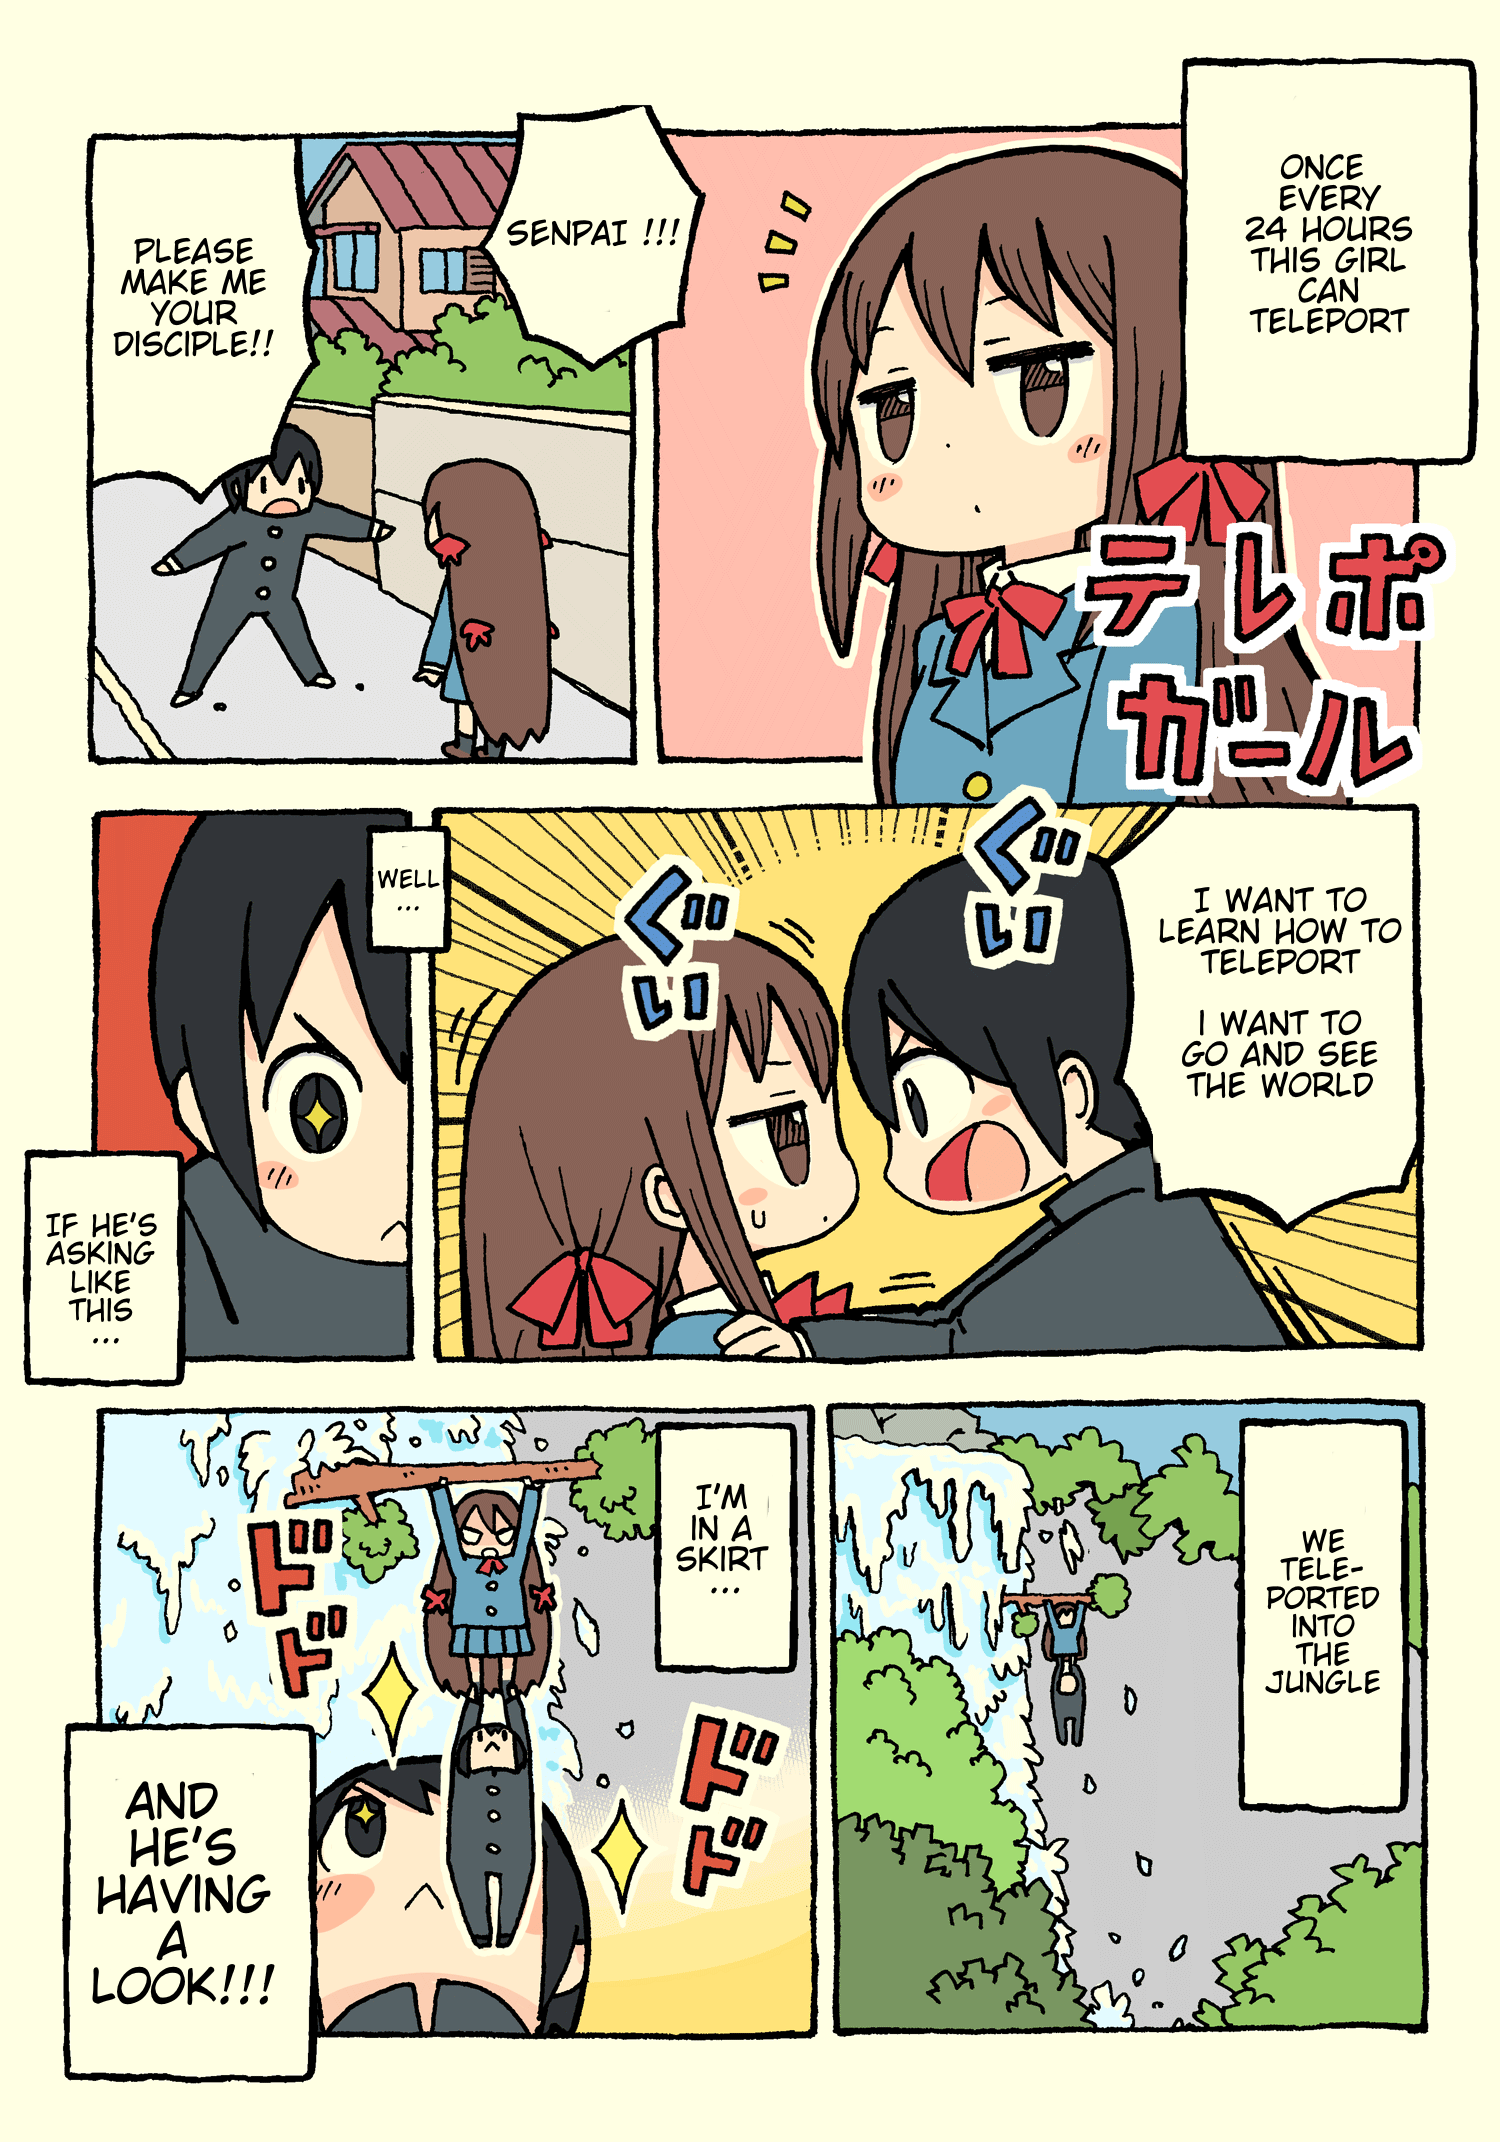 ONCE
EVERY
24 HOURS
THIS GIRL
CAN
TELEPORT
テレポ
ガール
SENPAI !!!
PLEASE
MAKE ME
YOUR
DISCIPLE!!
I WANT TO
LEARN HOW TO
TELEPORT
I WANT TO
GO AND SEE
THE WORLD
ぐい
ぐい
WELL
...
IF HE'S
ASKING
LIKE
THIS
...
WE
TELE-
PORTED
INTO
THE
JUNGLE
I'M
IN A
SKIRT
...
ドド
ドド
AND
HE'S
HAVING
A
LOOK!!!